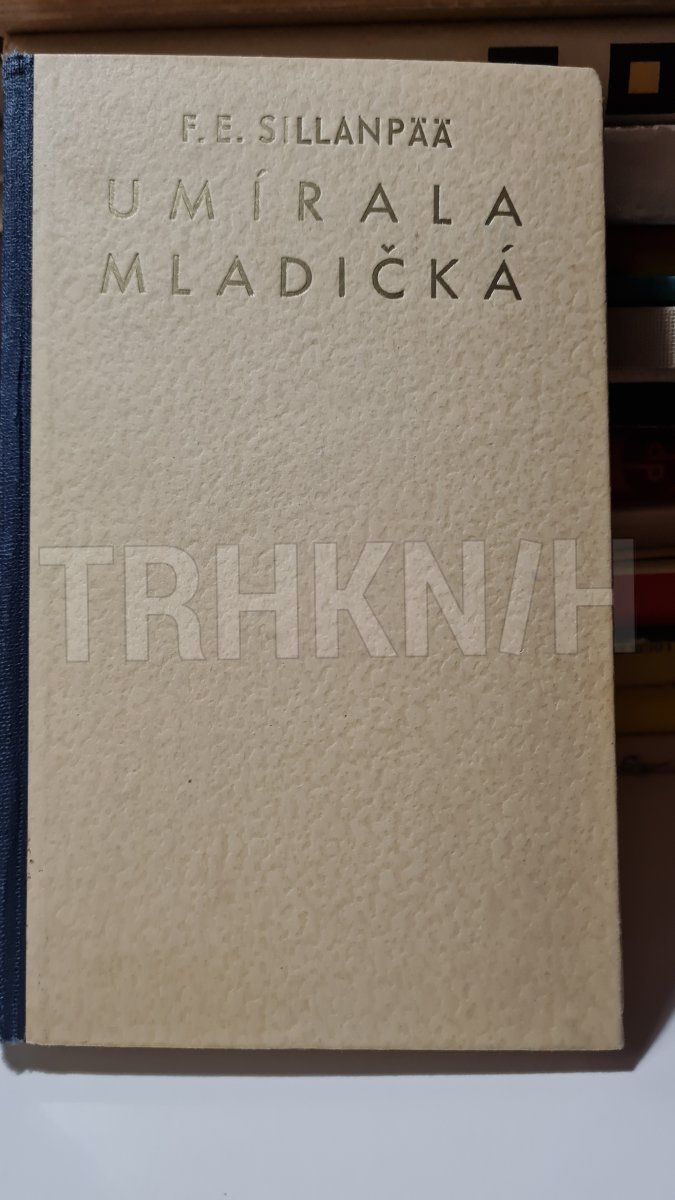 F. E. SILLANPÄÄ
UMÍRALA
MLADIČKÁ
TRHKNIH